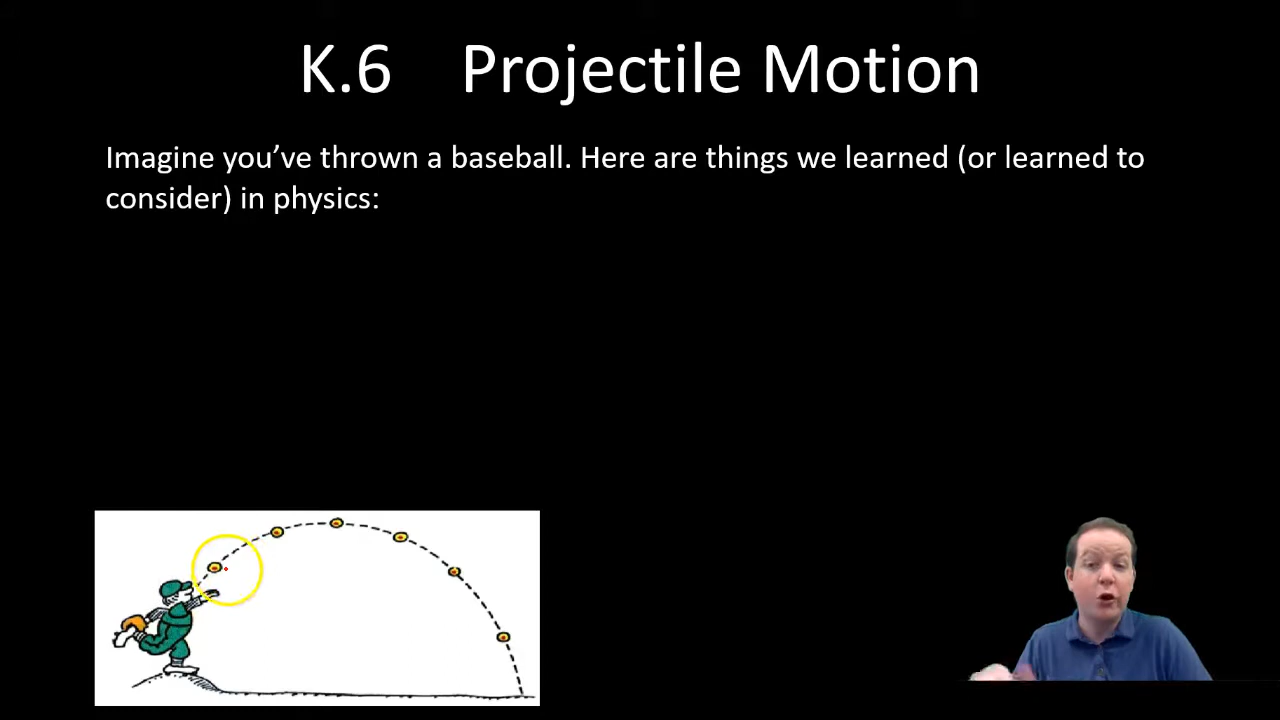 K.6 Projectile Motion
Imagine you’ve thrown a baseball. Here are things we learned (or learned to
consider) in physics: